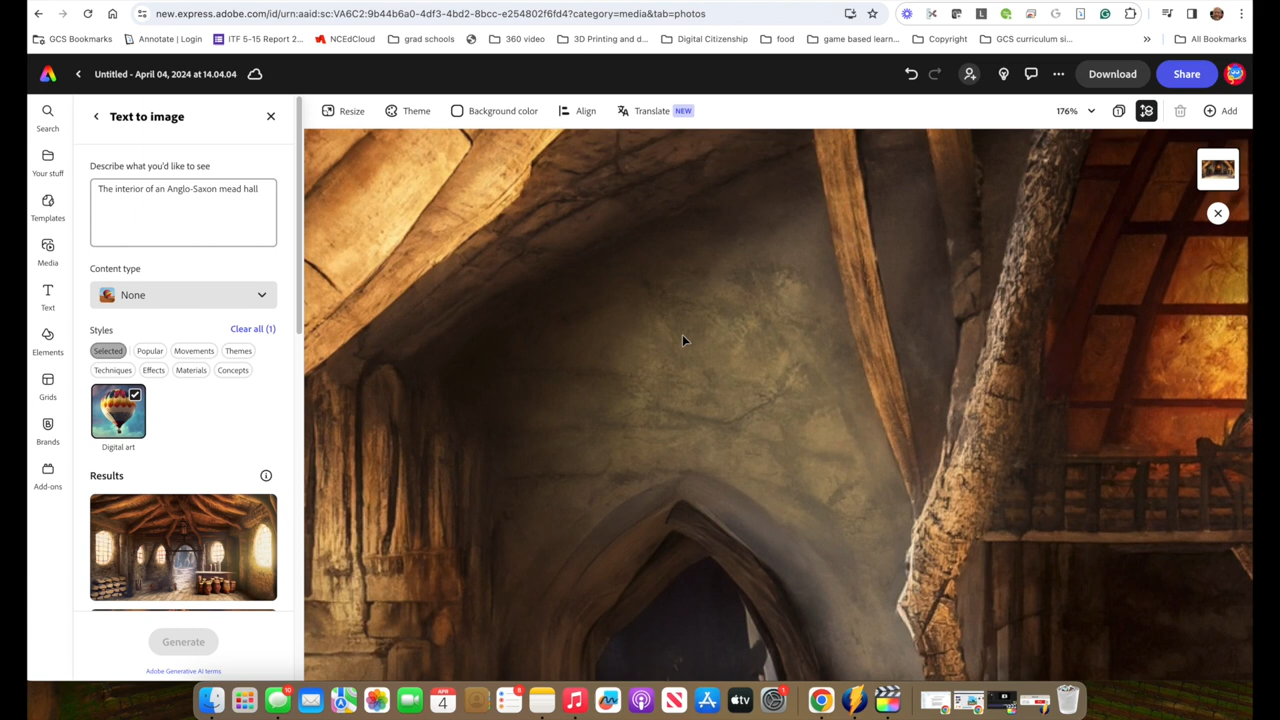 new.express.adobe.com/id/urn:aaid:sc:VA6C2:9b44b6a0-4df3-4bd2-8bcc-e254802f6fd4?category=media&tab=photos
GCS Bookmarks
Annotate | Login
ITF 5-15 Report 2...
NCEdCloud
grad schools
360 video
3D Printing and d...
Digital Citizenship
food
game based learn...
Copyright
GCS curriculum si...
»
All Bookmarks
Untitled - April 04, 2024 at 14.04.04
Download
Share
Search
Your stuff
Templates
Media
Text
Elements
Grids
Brands
Add-ons
Text to image
Describe what you'd like to see
The interior of an Anglo-Saxon mead hall
Content type
None
Styles
Clear all (1)
Selected
Popular
Movements
Themes
Techniques
Effects
Materials
Concepts
Digital art
Results
Generate
Adobe Generative AI terms
Resize
Theme
Background color
Align
Translate NEW
176%
Add
10
APR
4
8
tv
1